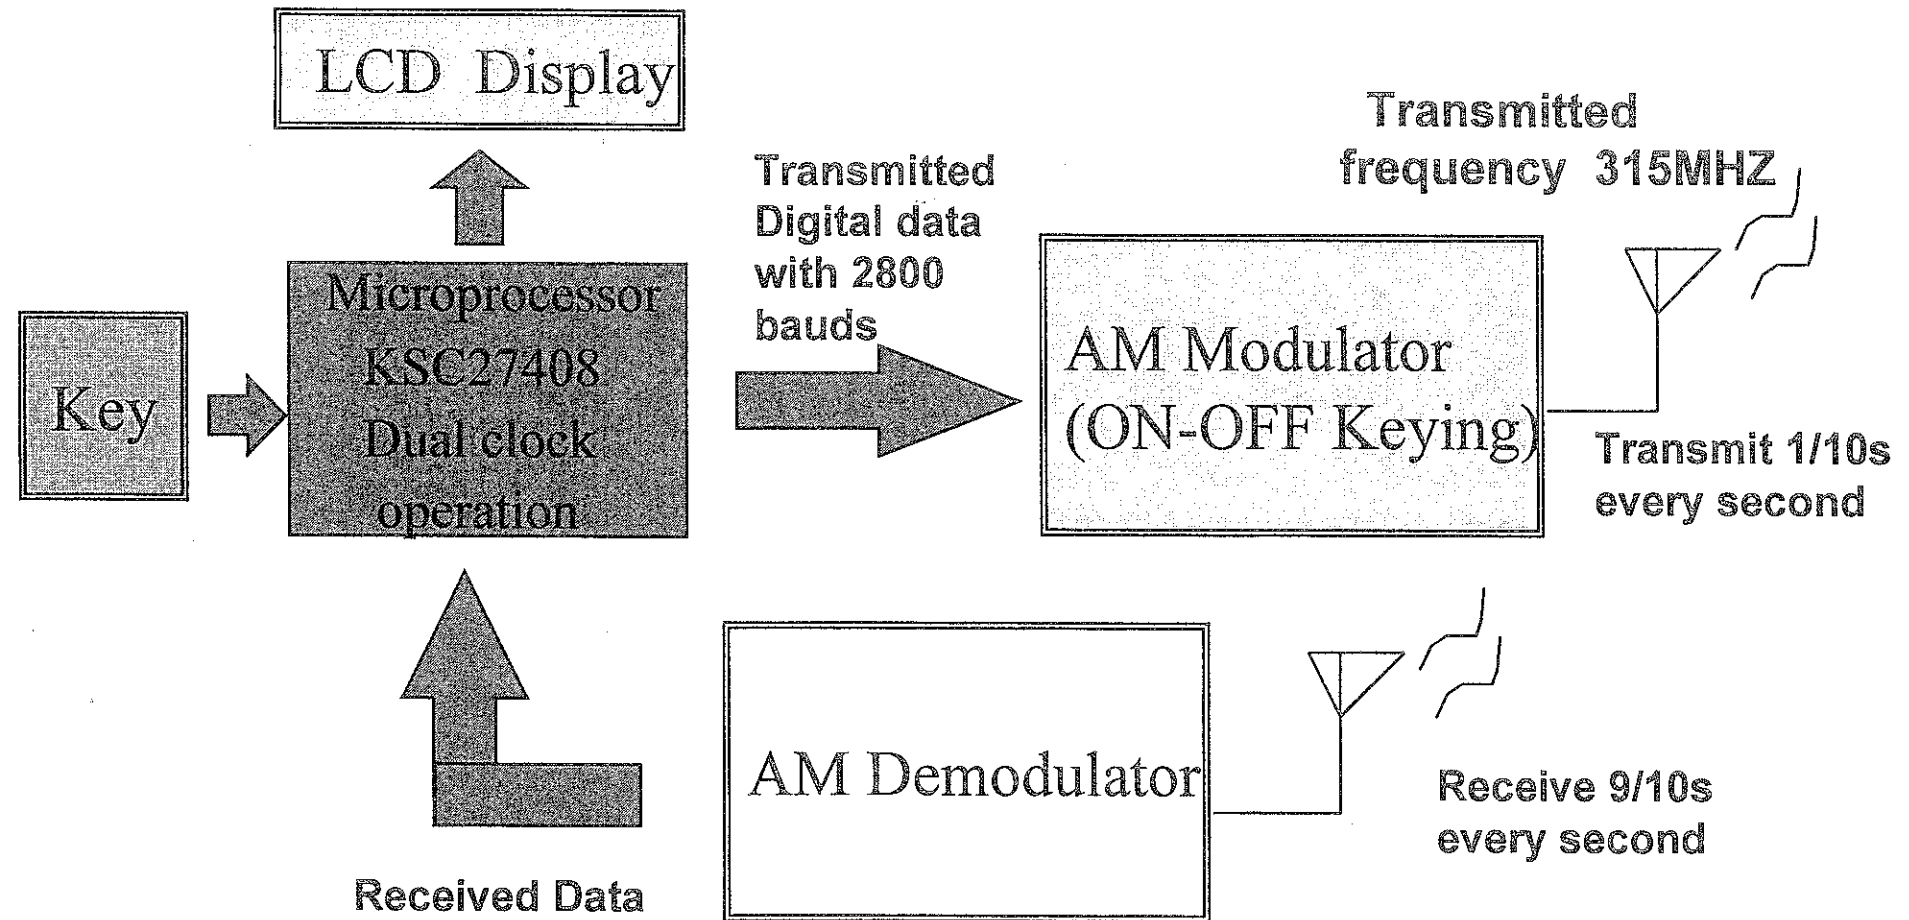 LCD Display
Transmitted
frequency 315MHZ
Transmitted
Digital data
with 2800
bauds
Microprocessor
KSC27408
Dual clock
operation
Key
AM Modulator
(ON-OFF Keying)
Transmit 1/10s
every second
AM Demodulator
Receive 9/10s
every second
Received Data